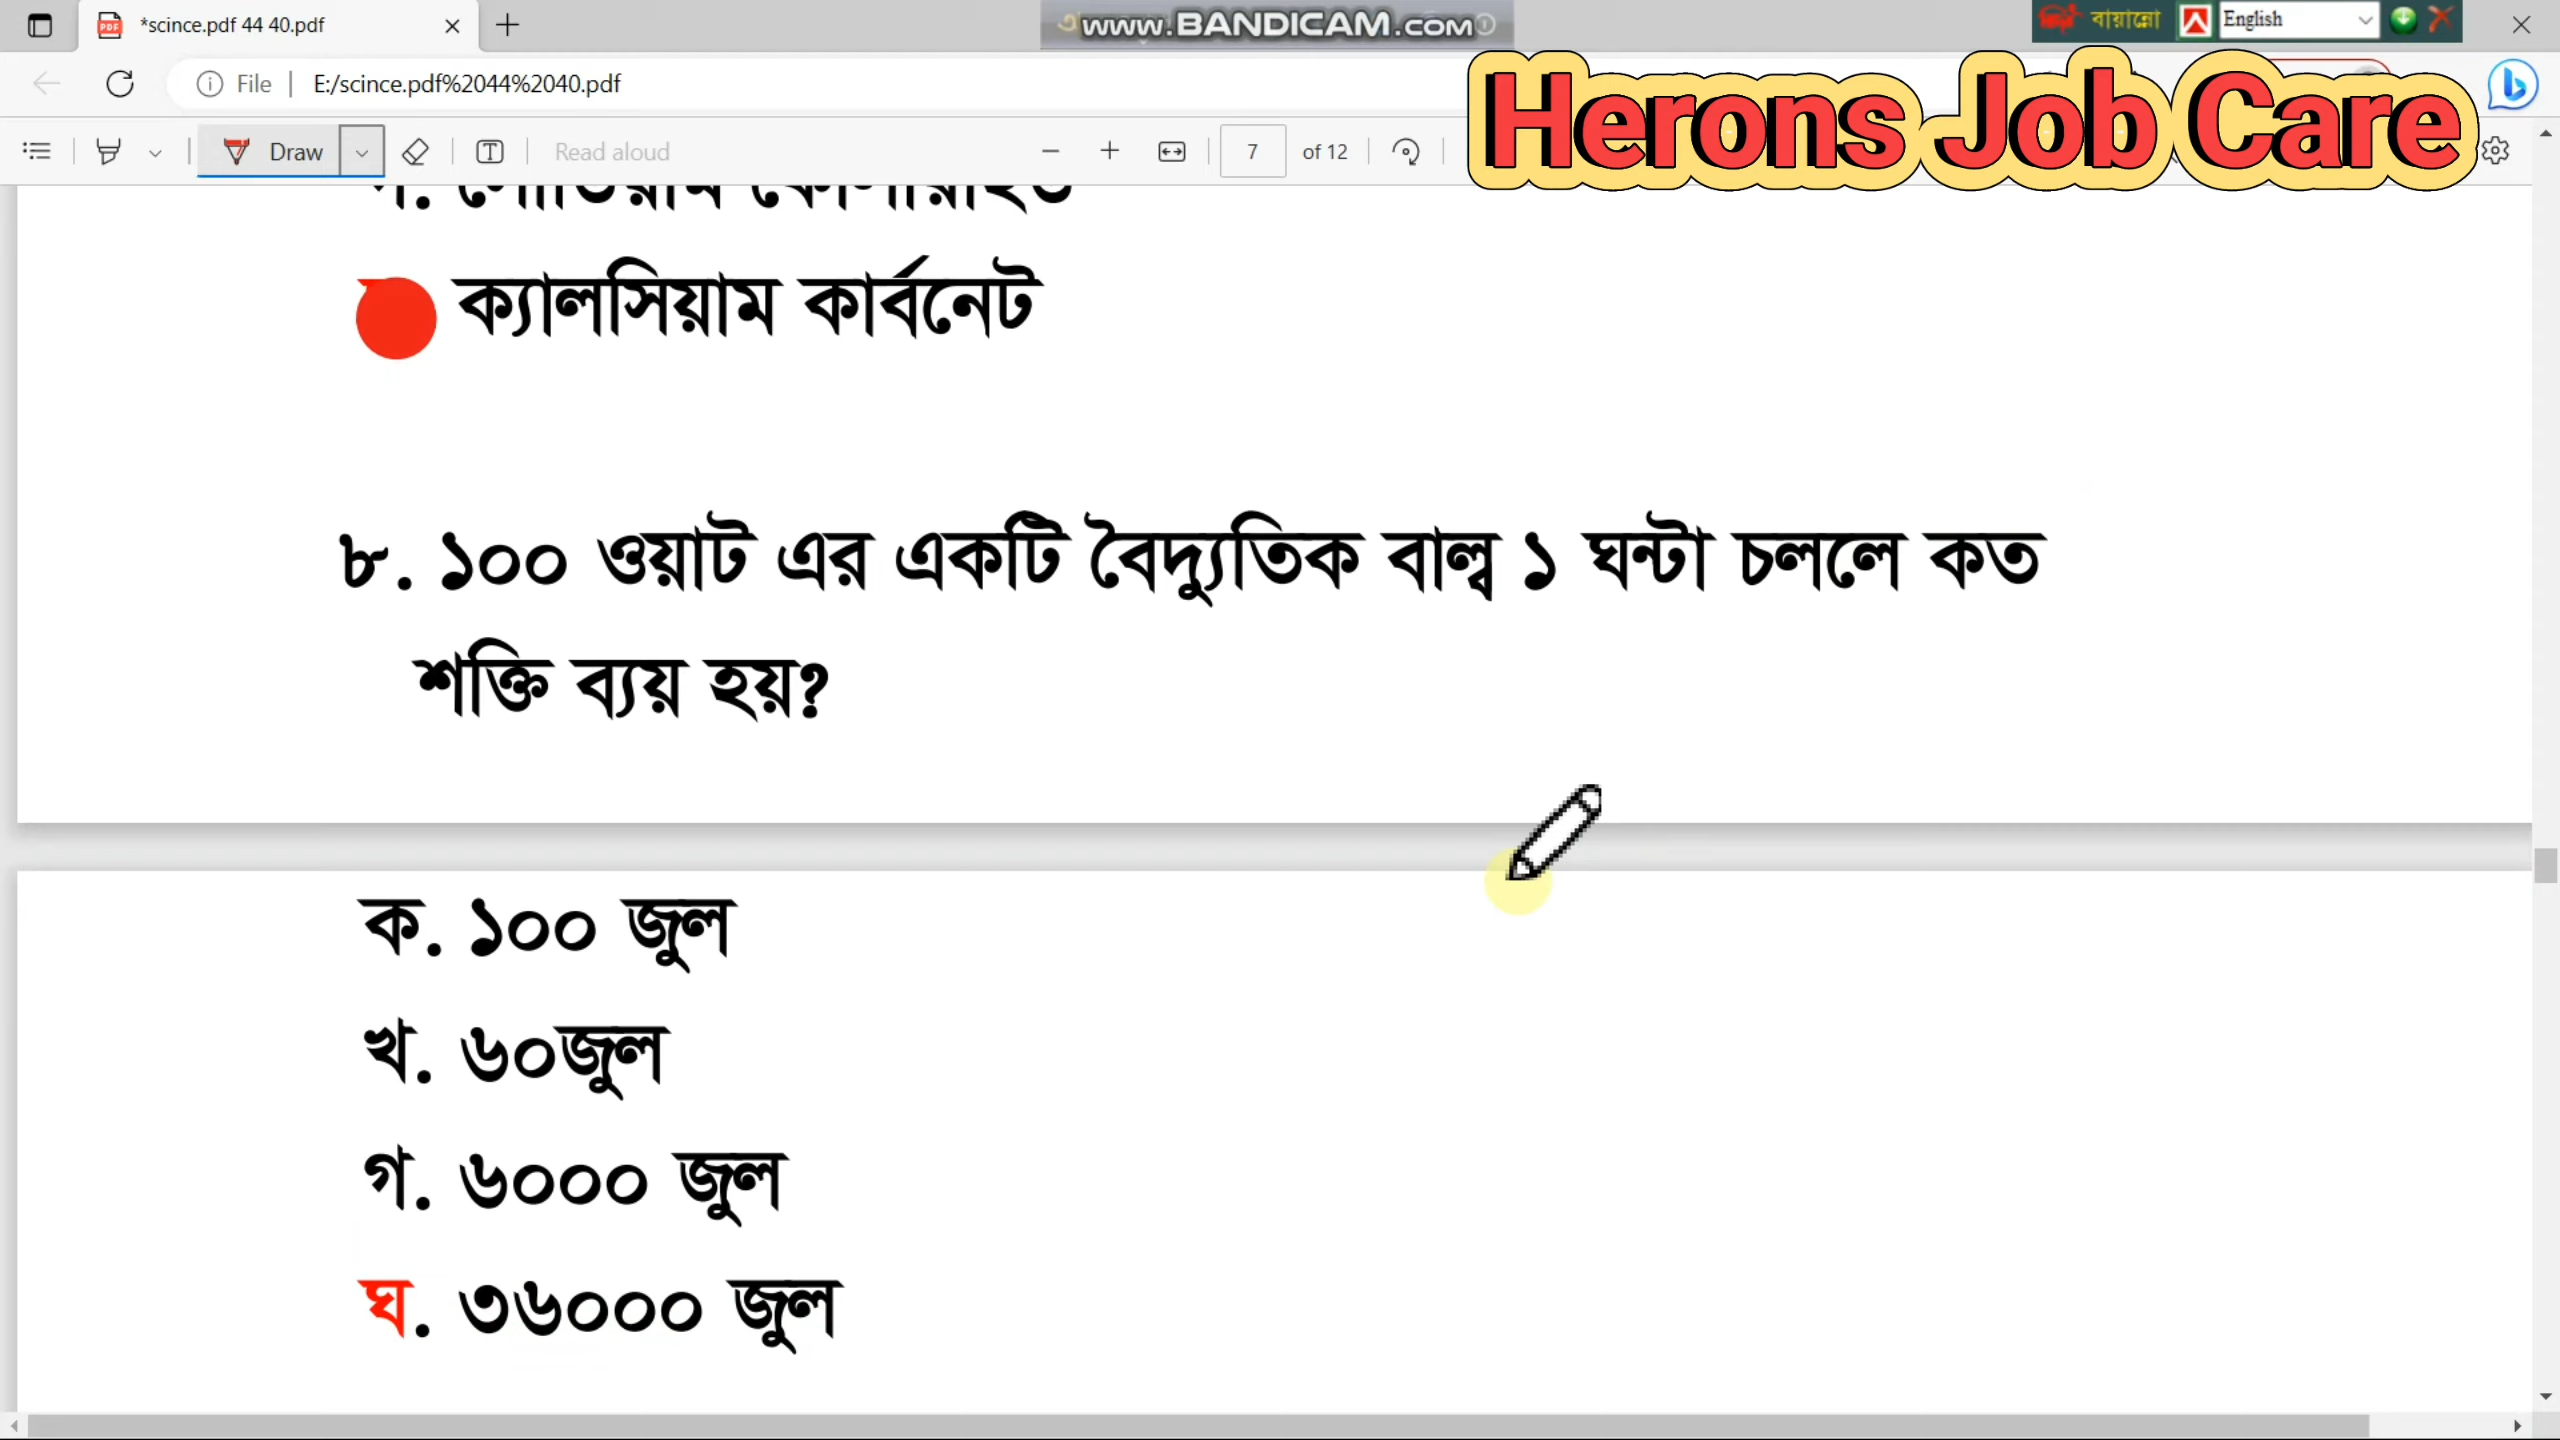 *scince.pdf 44 40.pdf
www.BANDICAM.com
বায়ান্নো
English
File
E:/scince.pdf%2044%2040.pdf
Herons Job Care
Draw
Read aloud
7 of 12
ক্যালসিয়াম কার্বনেট
৮. ১০০ ওয়াট এর একটি বৈদ্যুতিক বাল্ব ১ ঘন্টা চললে কত
শক্তি ব্যয় হয়?
ক. ১০০ জুল
খ. ৬০জুল
গ. ৬০০০ জুল
ঘ. ৩৬০০০ জুল